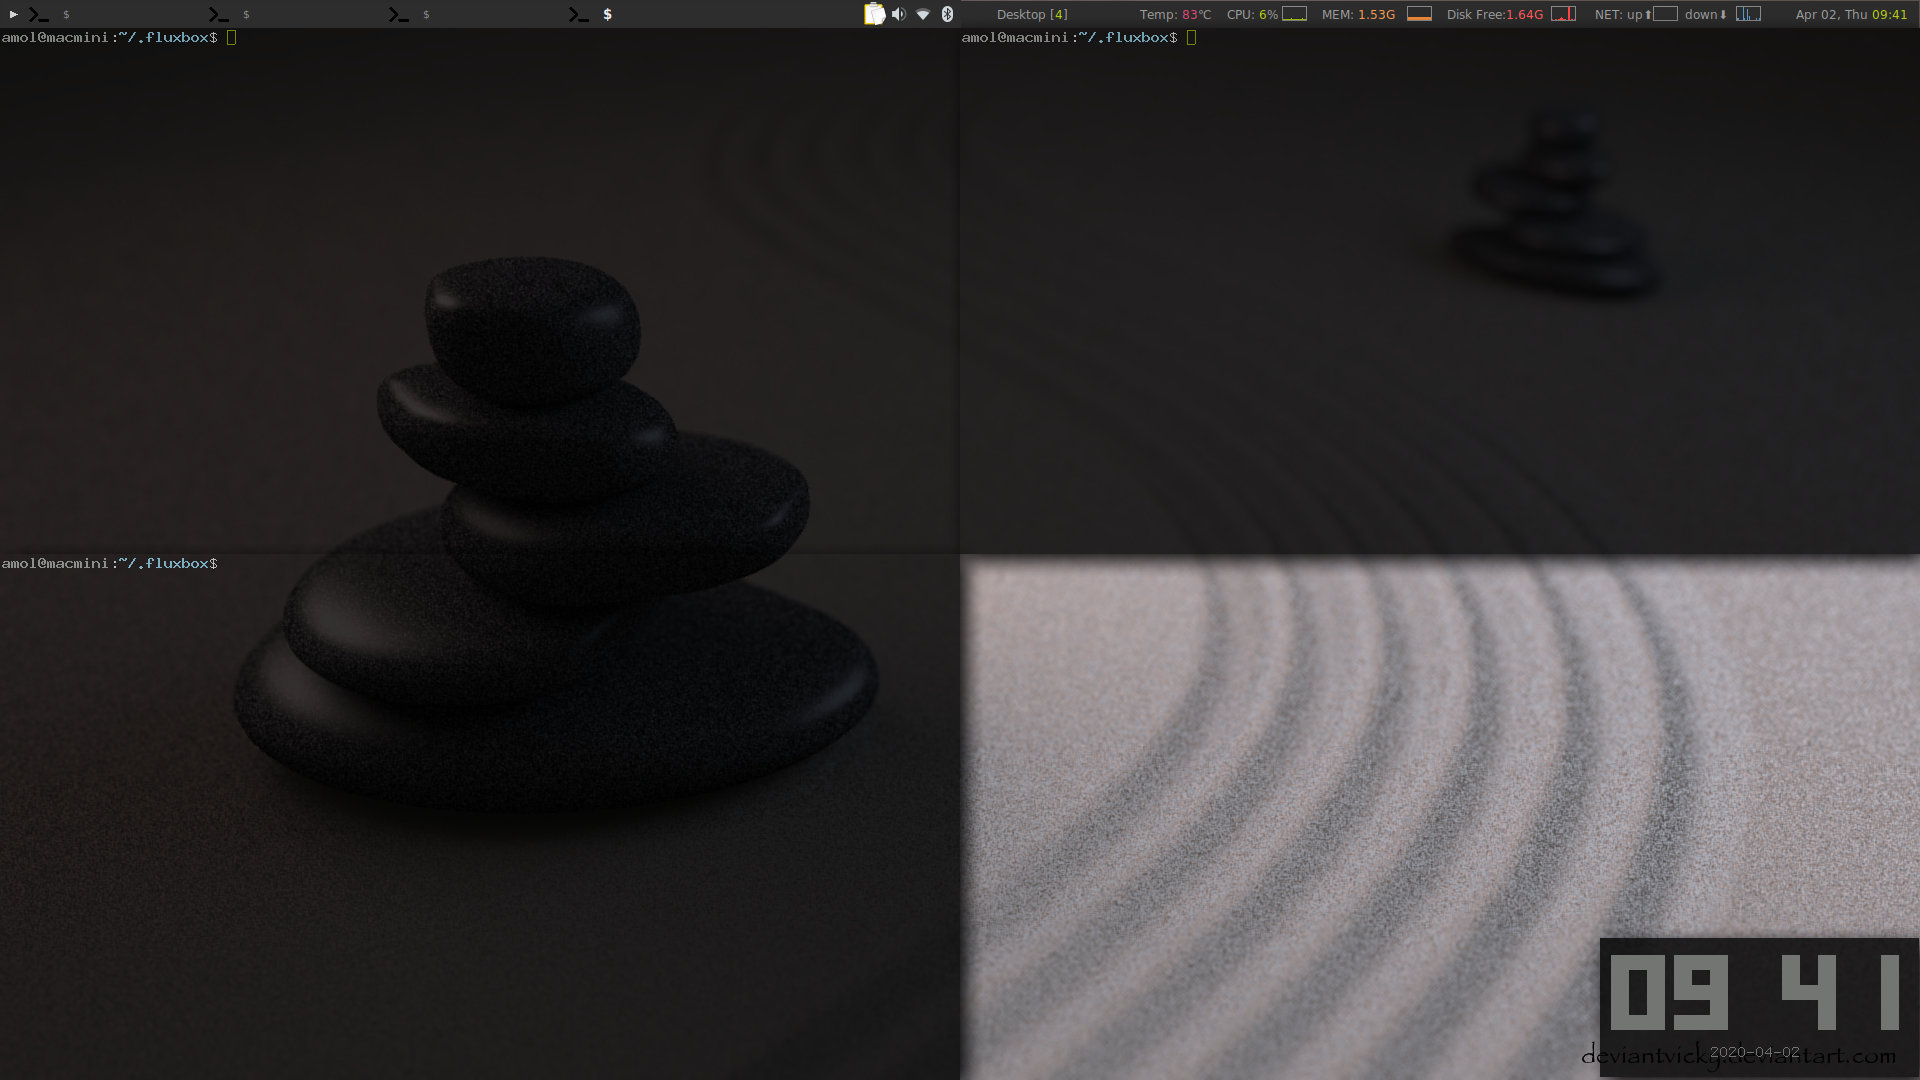 $ $ $ $
Desktop [4] Temp: 83°C CPU: 6% MEM: 1.53G Disk Free:1.64G NET: up⬆ down⬇ Apr 02, Thu 09:41
amol@macmini:~/.fluxbox$
amol@macmini:~/.fluxbox$
amol@macmini:~/.fluxbox$
09 41
2020-04-02
deviantvicky.deviantart.com